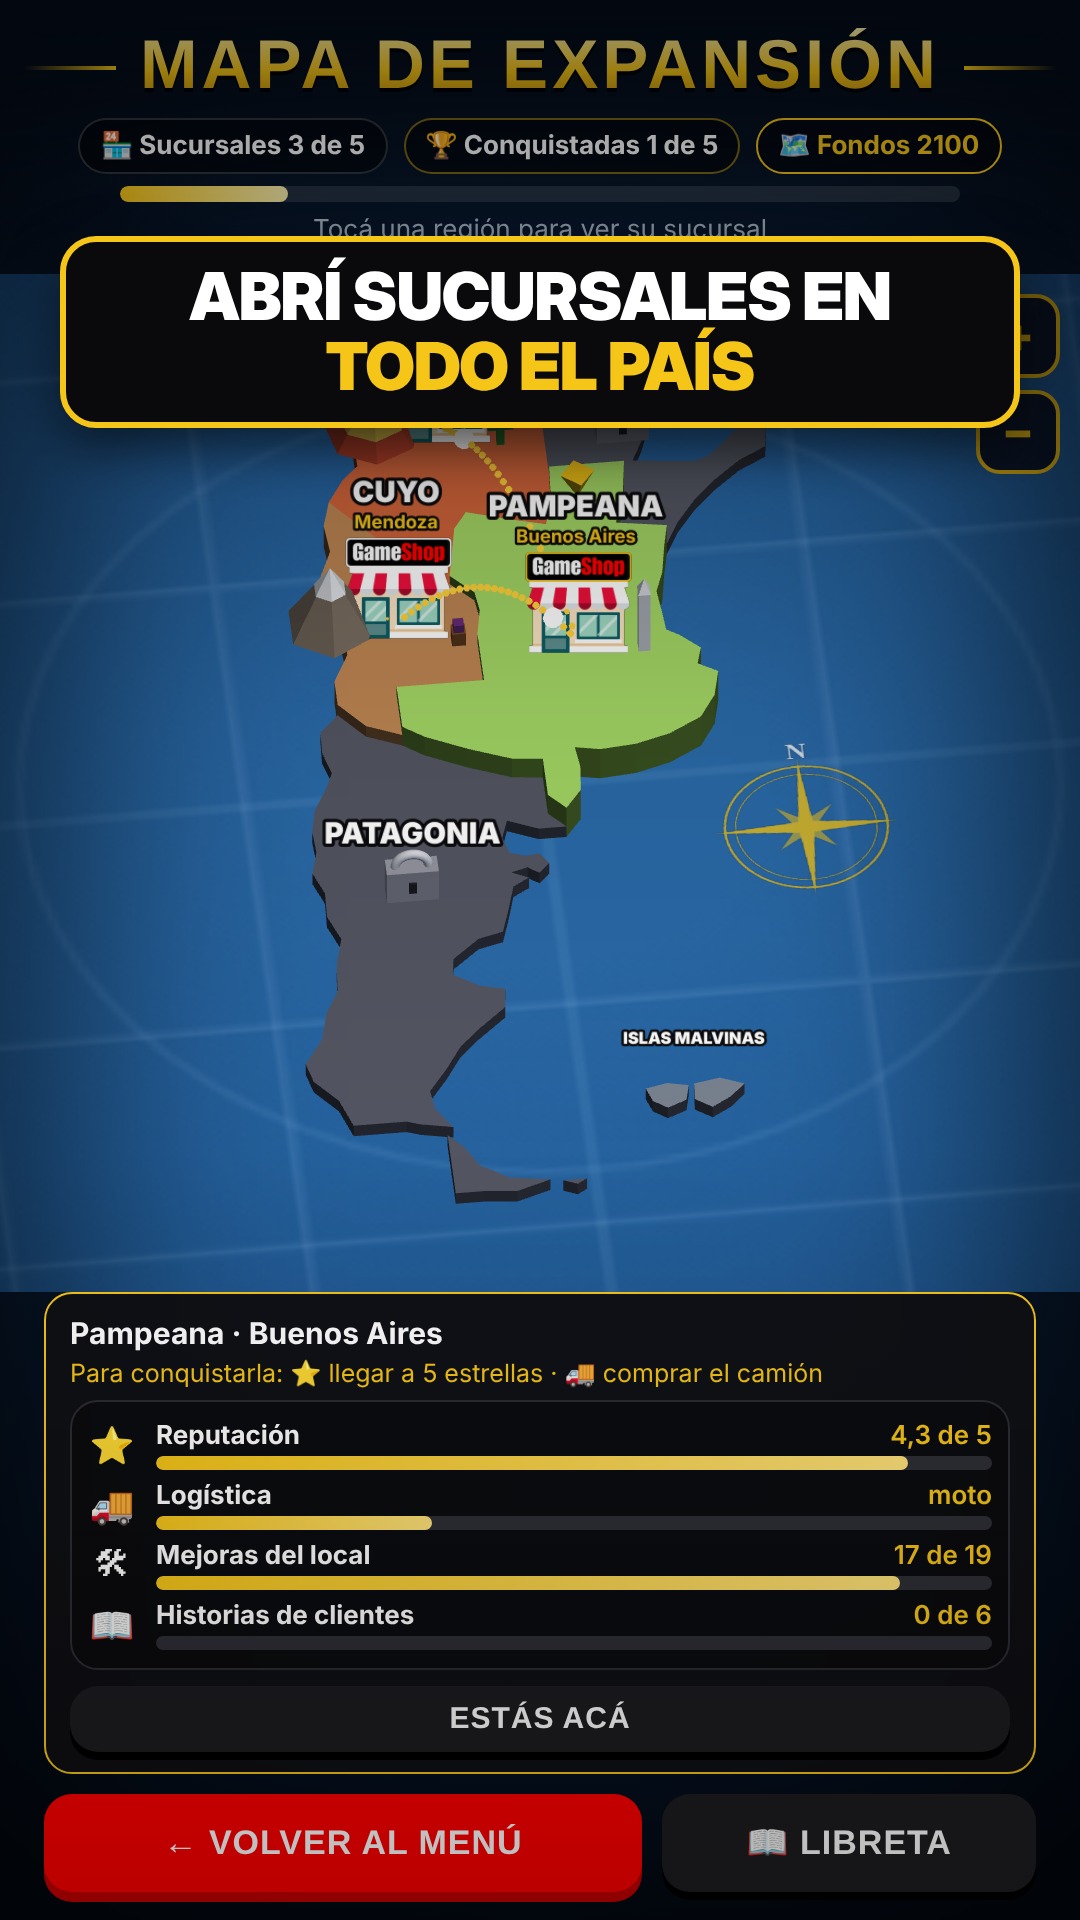 MAPA DE EXPANSIÓN
🏪 Sucursales 3 de 5
🏆 Conquistadas 1 de 5
🗺️ Fondos 2100
Tocá una región para ver su sucursal
ABRÍ SUCURSALES EN
TODO EL PAÍS
-
CUYO
Mendoza
GameShop
PAMPEANA
Buenos Aires
GameShop
N
PATAGONIA
ISLAS MALVINAS
Pampeana · Buenos Aires
Para conquistarla: ⭐ llegar a 5 estrellas · 🚚 comprar el camión
Reputación 4,3 de 5
Logística moto
Mejoras del local 17 de 19
Historias de clientes 0 de 6
ESTÁS ACÁ
← VOLVER AL MENÚ
📖 LIBRETA